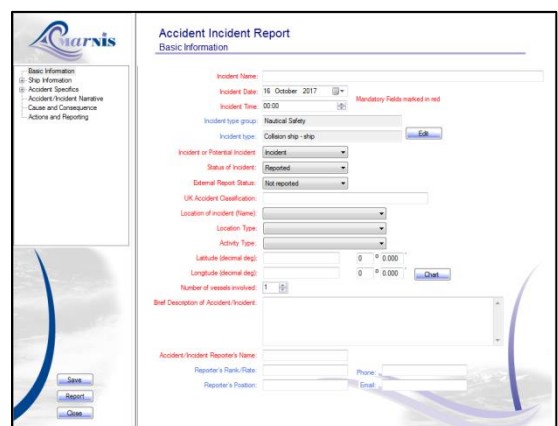 Marnis
Accident Incident Report
Basic Information
Basic Information
Ship Information
Accident Specifics
Accident/Incident Narrative
Cause and Consequence
Actions and Reporting
Incident Name:
Incident Date: 16 October 2017
Mandatory Fields marked in red
Incident Time: 00:00
Incident type group: Nautical Safety
Incident type: Collision ship - ship Edit
Incident or Potential Incident: Incident
Status of Incident: Reported
External Report Status: Not reported
UK Accident Classification:
Location of incident (Name):
Location Type:
Activity Type:
Latitude (decimal deg): 0 ° 0.000 '
Longitude (decimal deg): 0 ° 0.000 ' Chart
Number of vessels involved: 1
Brief Description of Accident/Incident:
Accident/Incident Reporter's Name:
Reporter's Rank/Rate: Phone:
Reporter's Position: Email:
Save
Report
Close